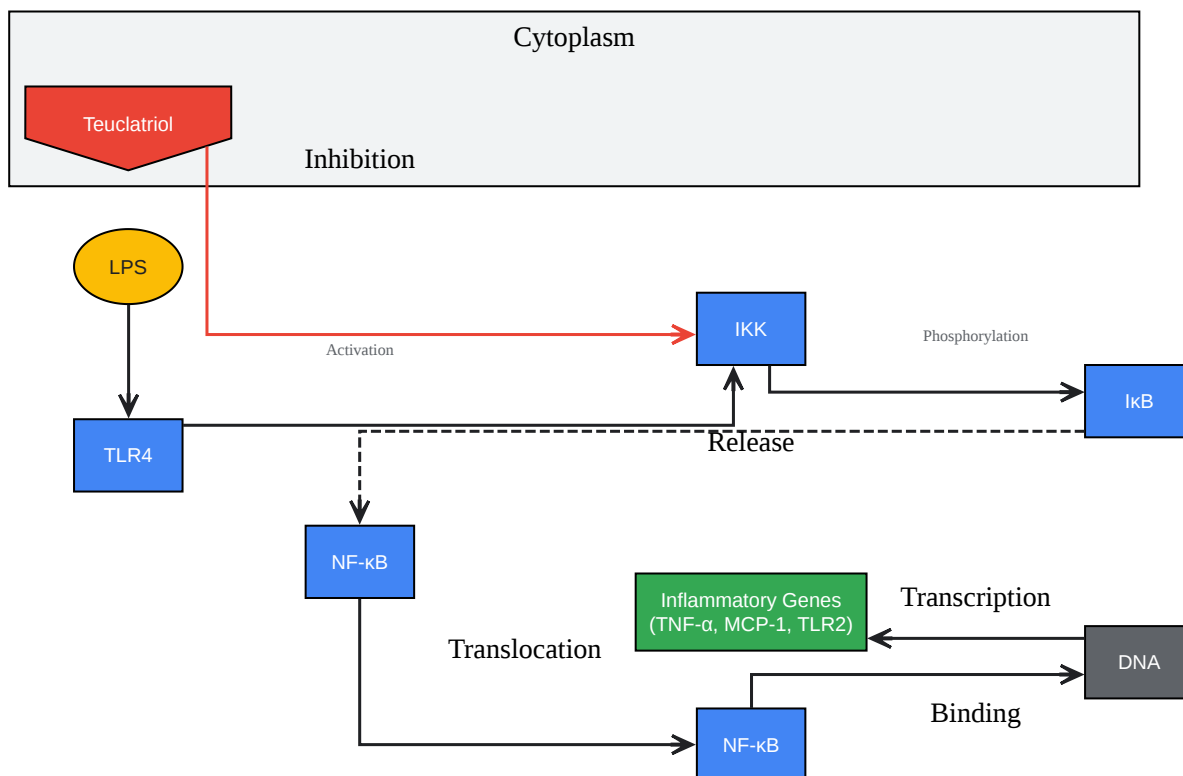 Cytoplasm
Teuclatriol
Inhibition
LPS
IKK
Activation
Phosphorylation
IκB
TLR4
Release
NF-κB
Inflammatory Genes
(TNF-α, MCP-1, TLR2)
Transcription
Translocation
DNA
Binding
NF-κB